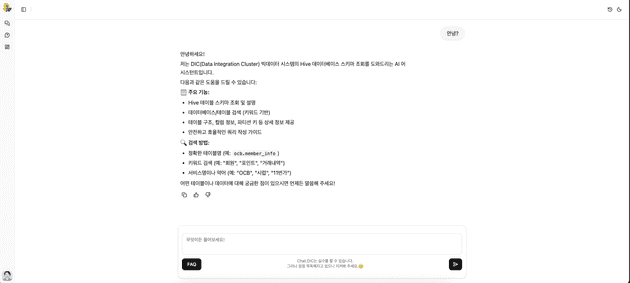 안녕?
안녕하세요!
저는 DIC(Data Integration Cluster) 빅데이터 시스템의 Hive 데이터베이스 스키마 조회를 도와드리는 AI 어
시스턴트입니다.
다음과 같은 도움을 드릴 수 있습니다:
주요 기능:
• Hive 테이블 스키마 조회 및 설명
• 데이터베이스/테이블 검색 (키워드 기반)
• 테이블 구조, 컬럼 정보, 파티션 키 등 상세 정보 제공
• 안전하고 효율적인 쿼리 작성 가이드
🔍 검색 방법:
• 정확한 테이블명 (예: ocb.member_info)
• 키워드 검색 (예: "회원", "포인트", "거래내역")
• 서비스명이나 약어 (예: "OCB", "시럽", "11번가")
어떤 테이블이나 데이터에 대해 궁금한 점이 있으시면 언제든 말씀해 주세요!
무엇이든 물어보세요!
FAQ
Chat DIC는 실수를 할 수 있습니다.
그러나 점점 똑똑해지고 있으니 지켜봐 주세요.